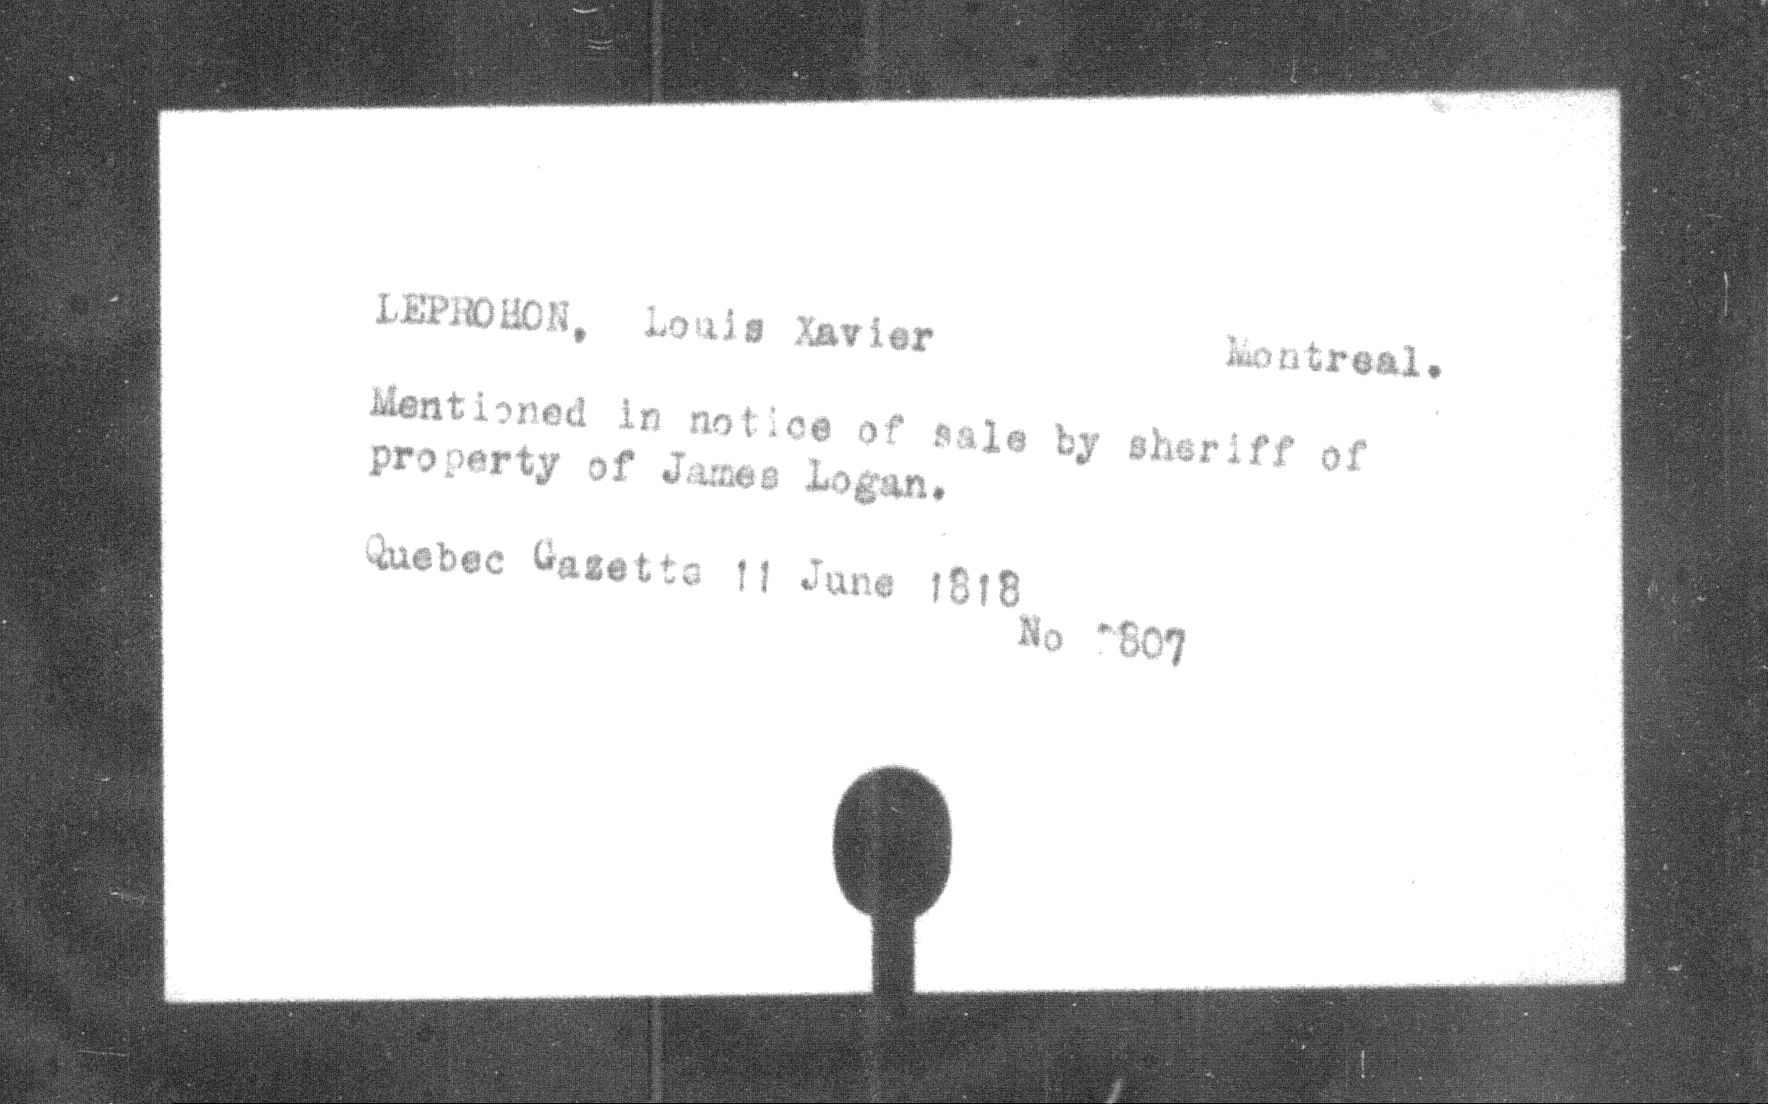 LEPROHON, Louis Xavier Montreal.
Mentioned in notice of sale by sheriff of
property of James Logan.
Quebec Gazette 11 June 1818
No